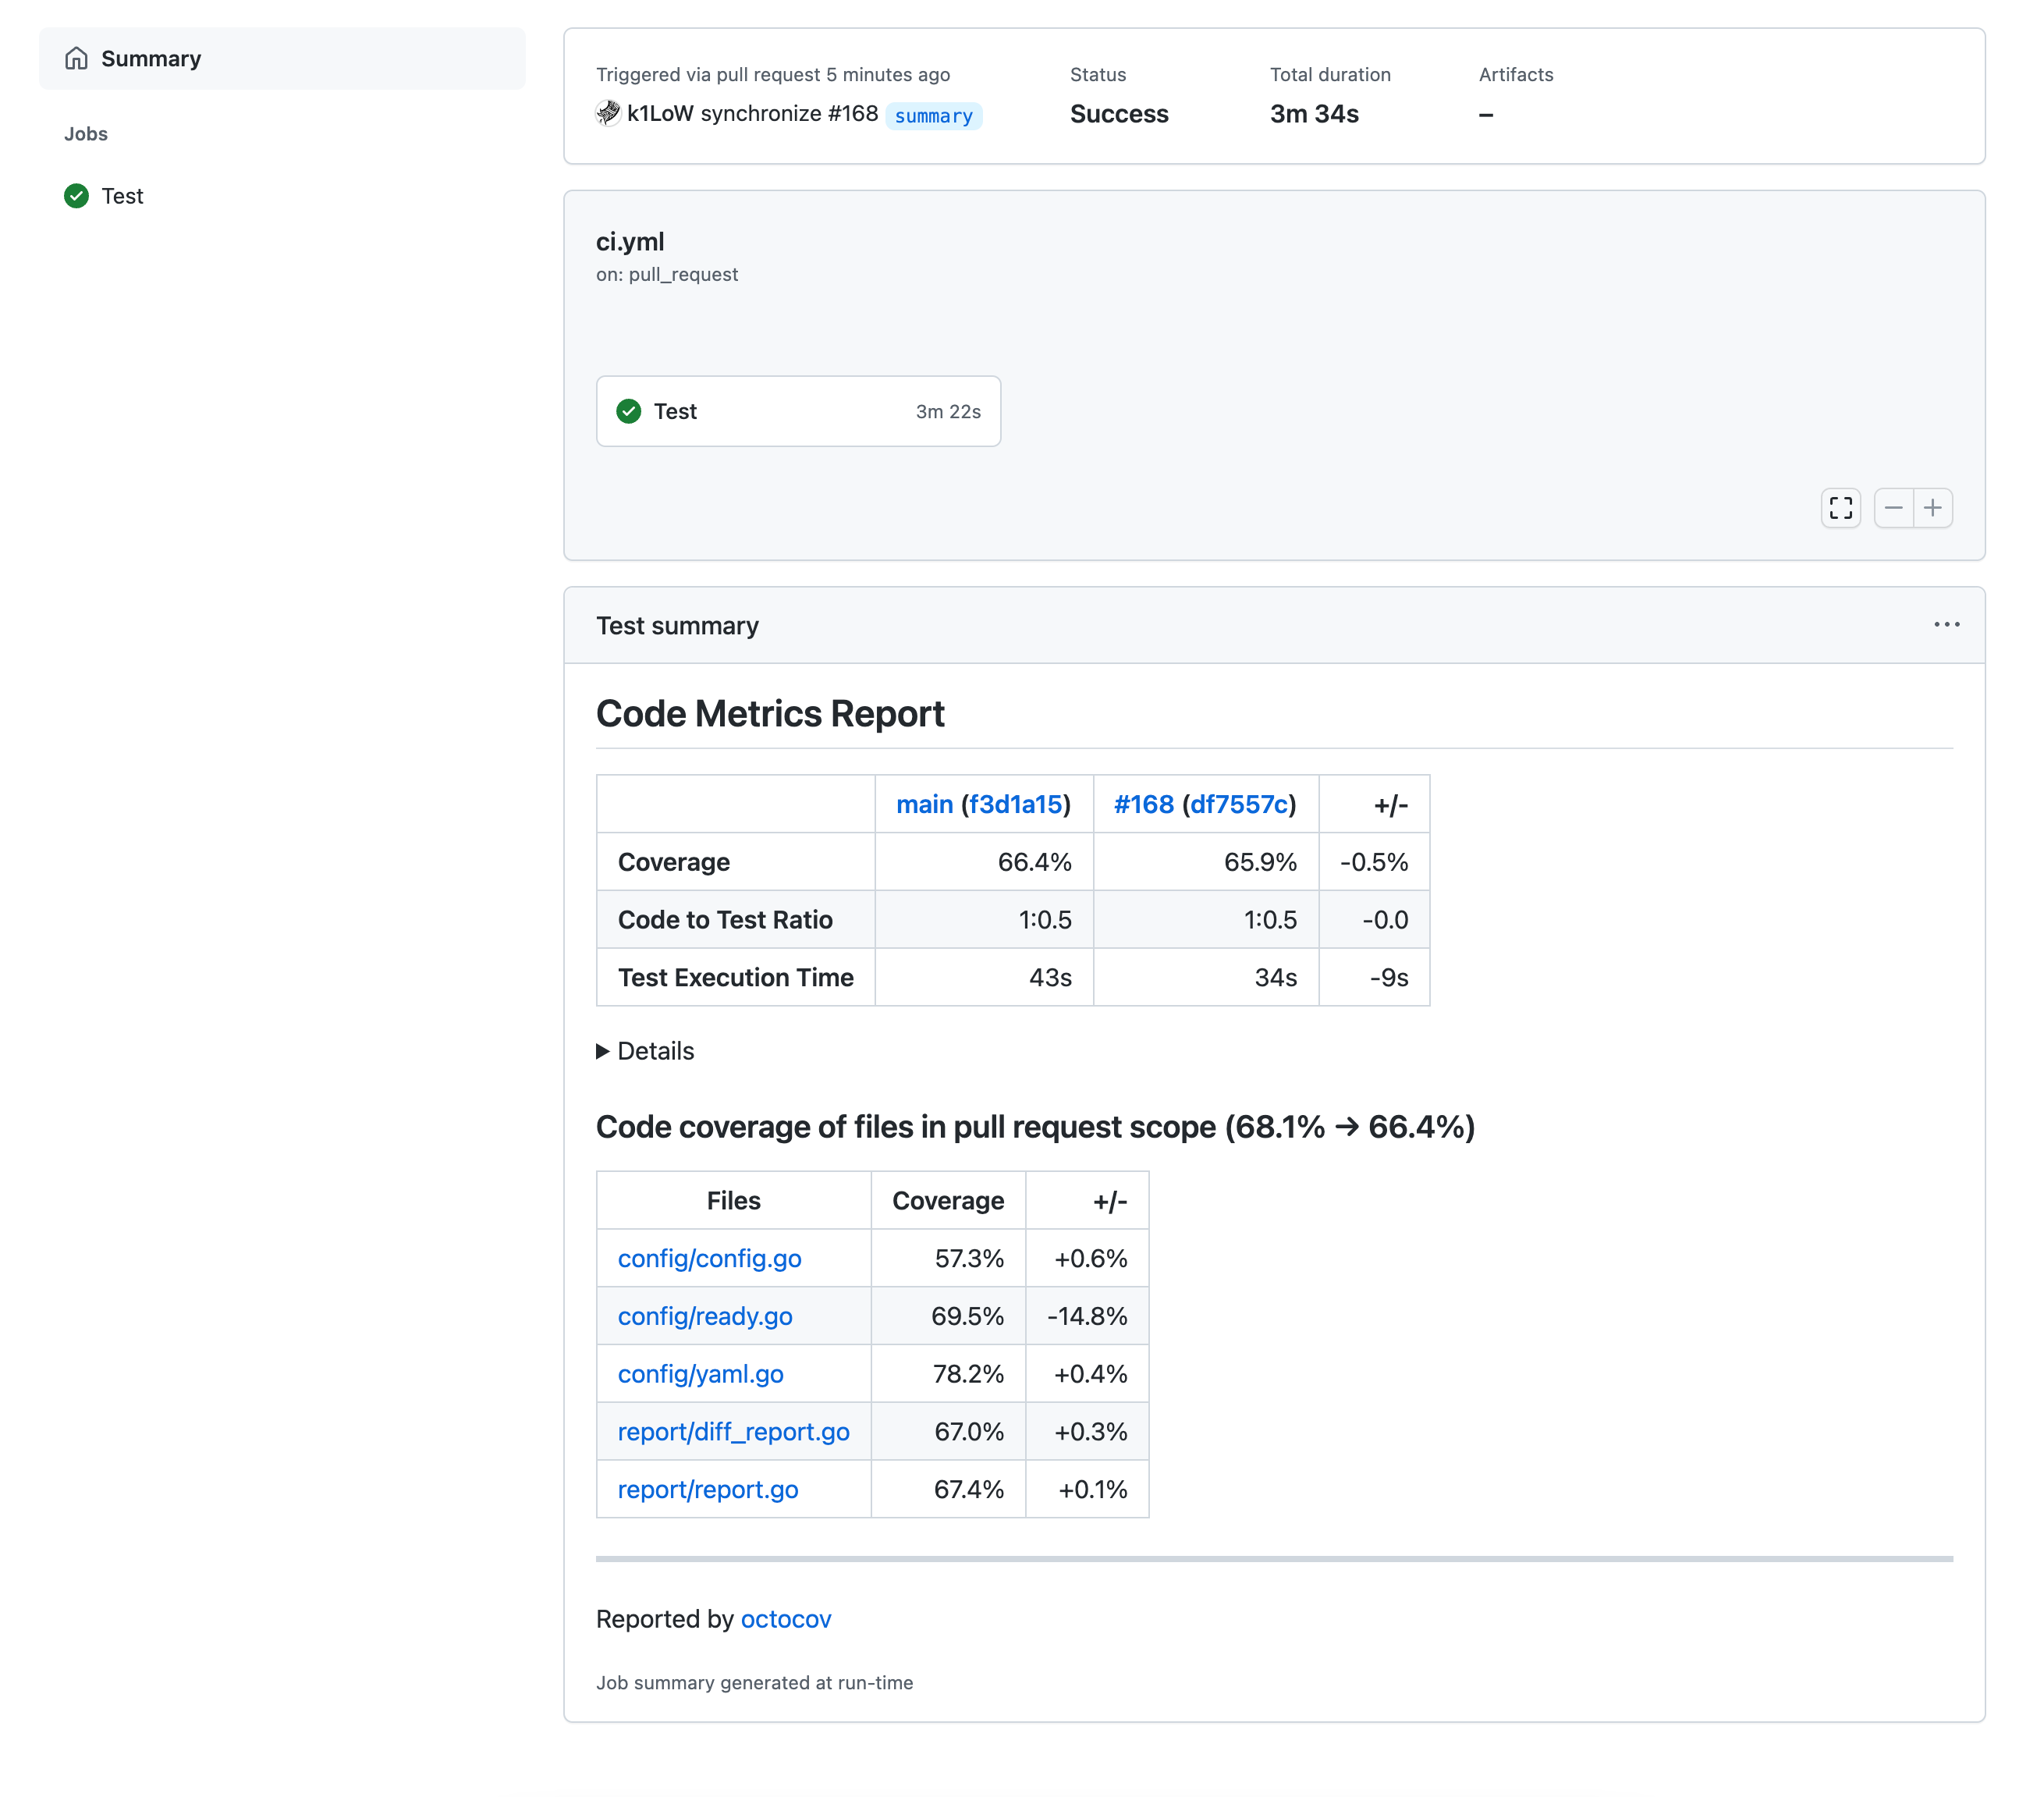 Summary
Jobs
Test
Triggered via pull request 5 minutes ago
k1LoW synchronize #168 summary
Status
Success
Total duration
3m 34s
Artifacts
–
ci.yml
on: pull_request
Test 3m 22s
Test summary
Code Metrics Report
main (f3d1a15) #168 (df7557c) +/-
Coverage 66.4% 65.9% -0.5%
Code to Test Ratio 1:0.5 1:0.5 -0.0
Test Execution Time 43s 34s -9s
Details
Code coverage of files in pull request scope (68.1% → 66.4%)
Files Coverage +/-
config/config.go 57.3% +0.6%
config/ready.go 69.5% -14.8%
config/yaml.go 78.2% +0.4%
report/diff_report.go 67.0% +0.3%
report/report.go 67.4% +0.1%
Reported by octocov
Job summary generated at run-time